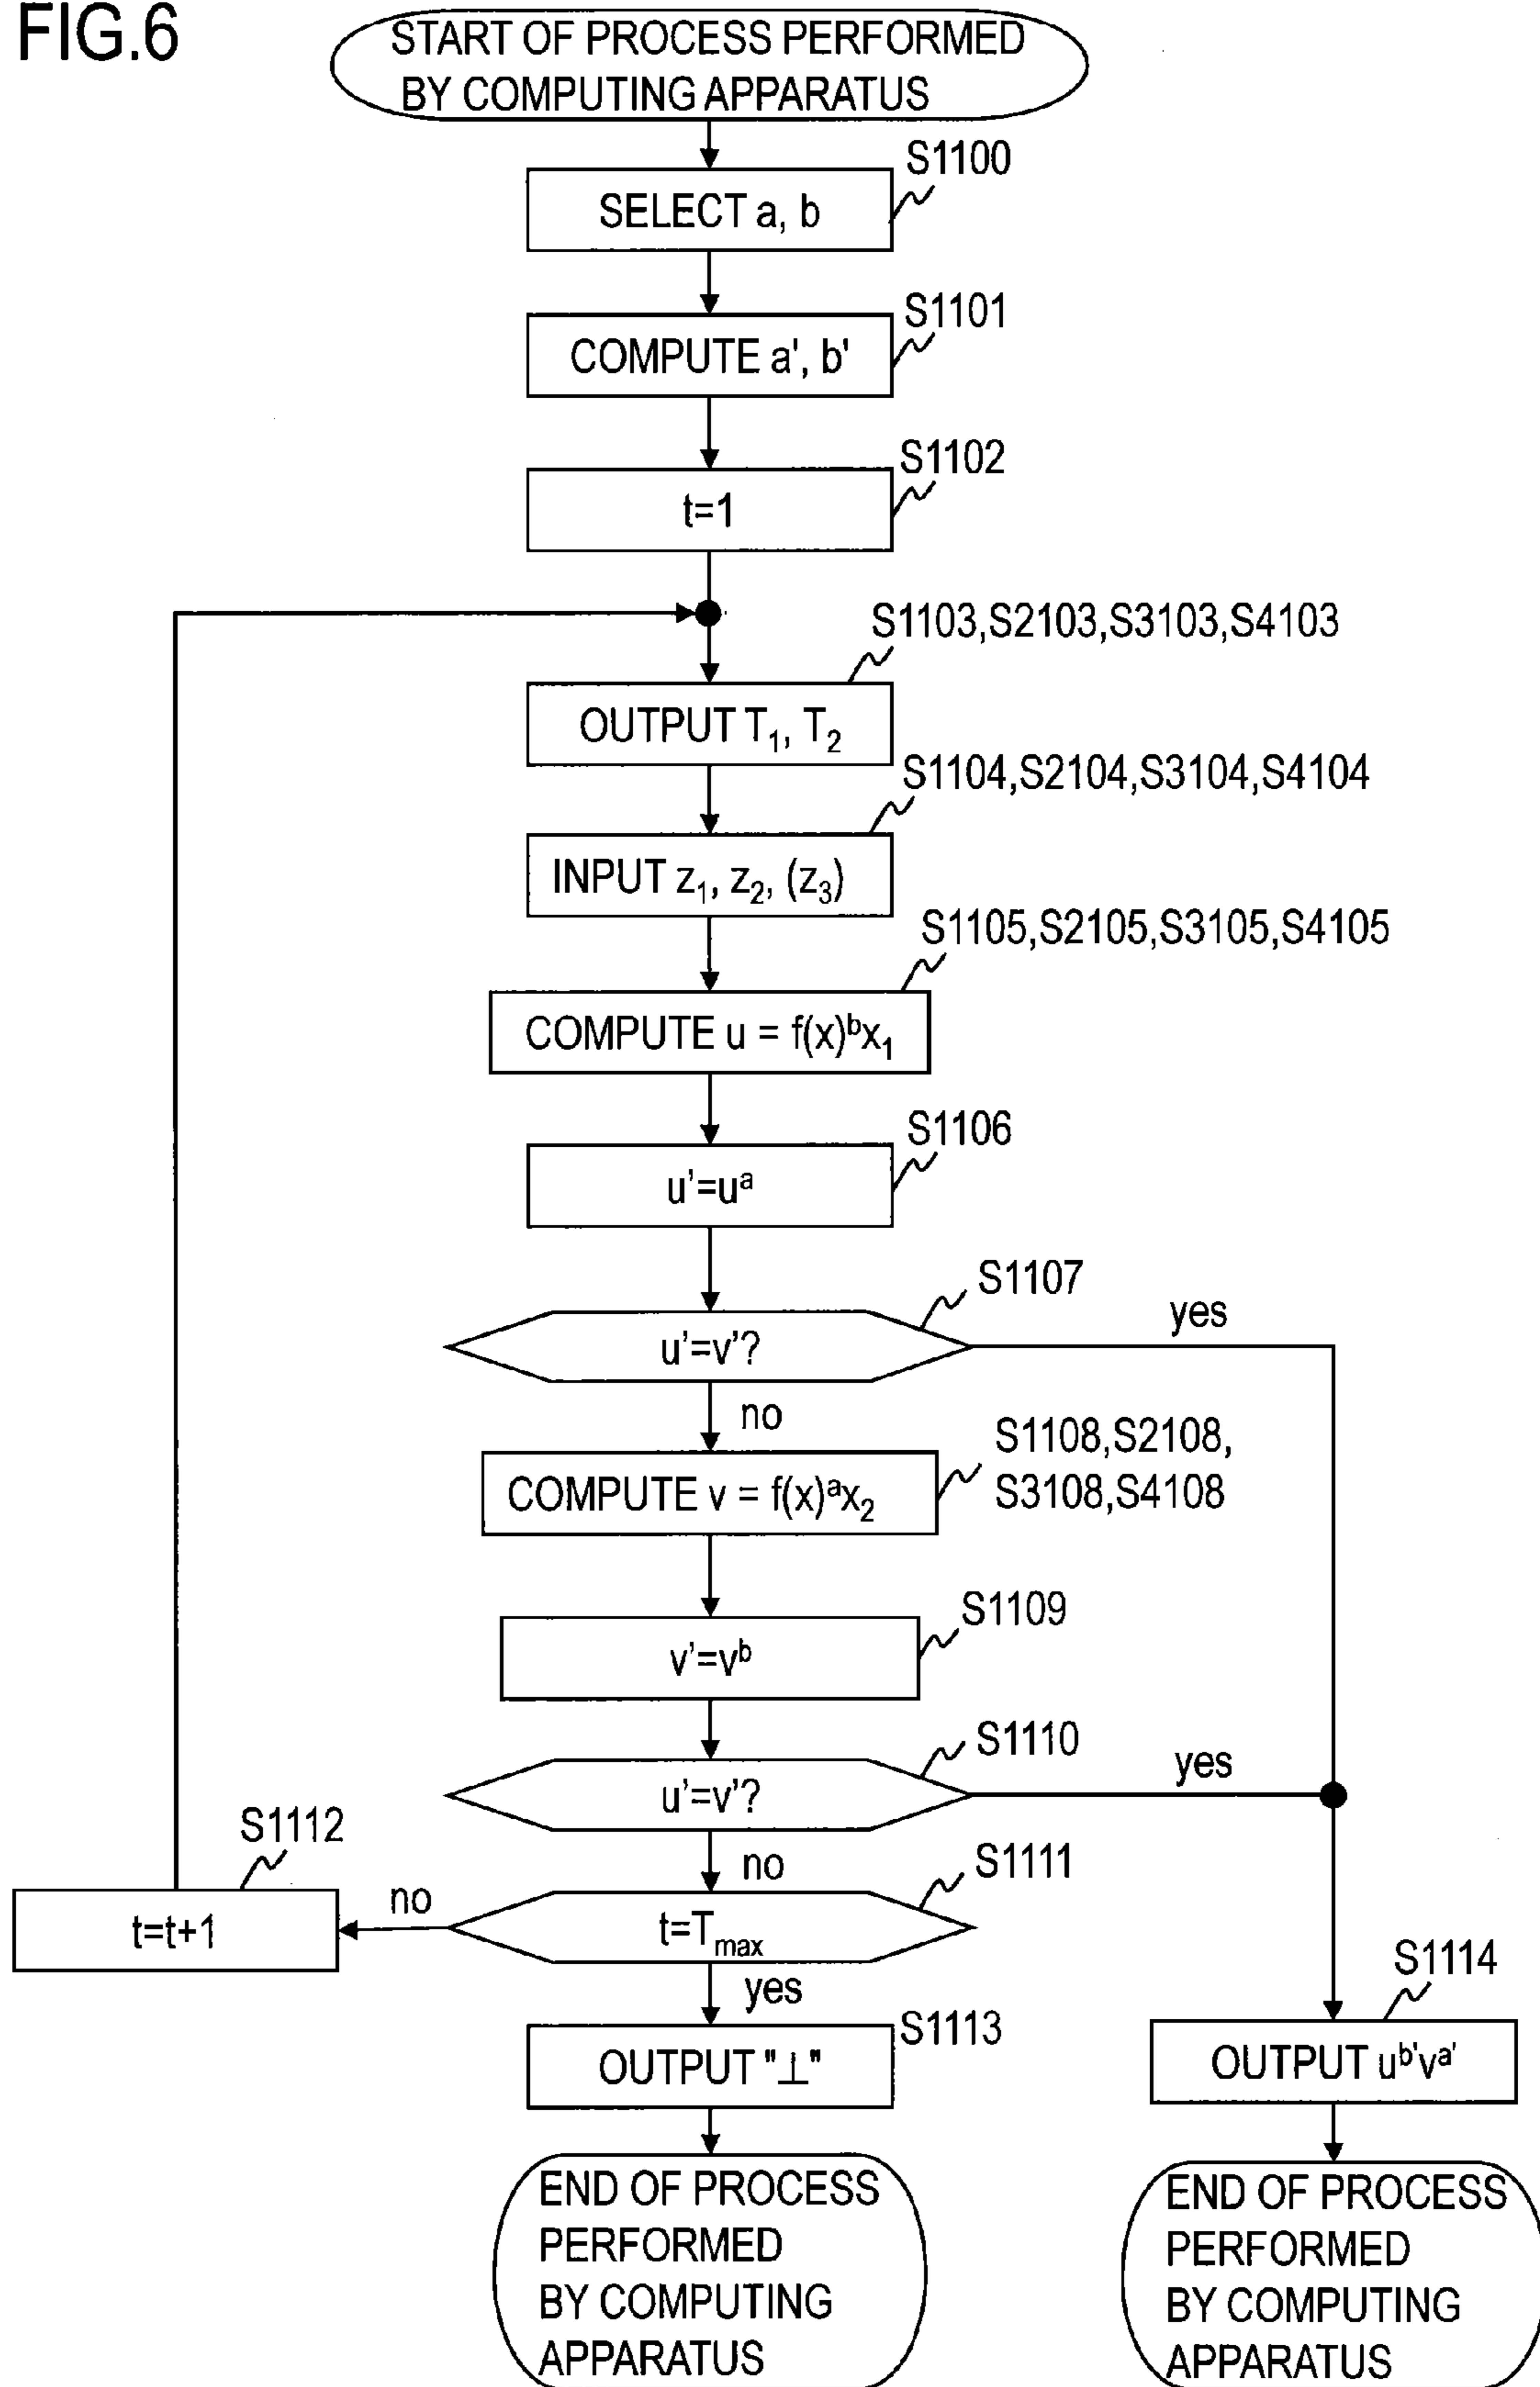 FIG.6
START OF PROCESS PERFORMED
BY COMPUTING APPARATUS
S1100
SELECT a, b
S1101
COMPUTE a', b'
S1102
t=1
S1103,S2103,S3103,S4103
OUTPUT T₁, T₂
S1104,S2104,S3104,S4104
INPUT z₁, z₂, (z₃)
S1105,S2105,S3105,S4105
COMPUTE u = f(x)ᵇx₁
S1106
u'=uᵃ
S1107
yes
u'=v'?
no
S1108,S2108,
S3108,S4108
COMPUTE v = f(x)ᵃx₂
S1109
v'=vᵇ
S1110
yes
u'=v'?
S1112
no
S1111
t=t+1
no
t=Tmax
yes
S1113
OUTPUT "⊥"
S1114
OUTPUT uᵇ'vᵃ'
END OF PROCESS
PERFORMED
BY COMPUTING
APPARATUS
END OF PROCESS
PERFORMED
BY COMPUTING
APPARATUS